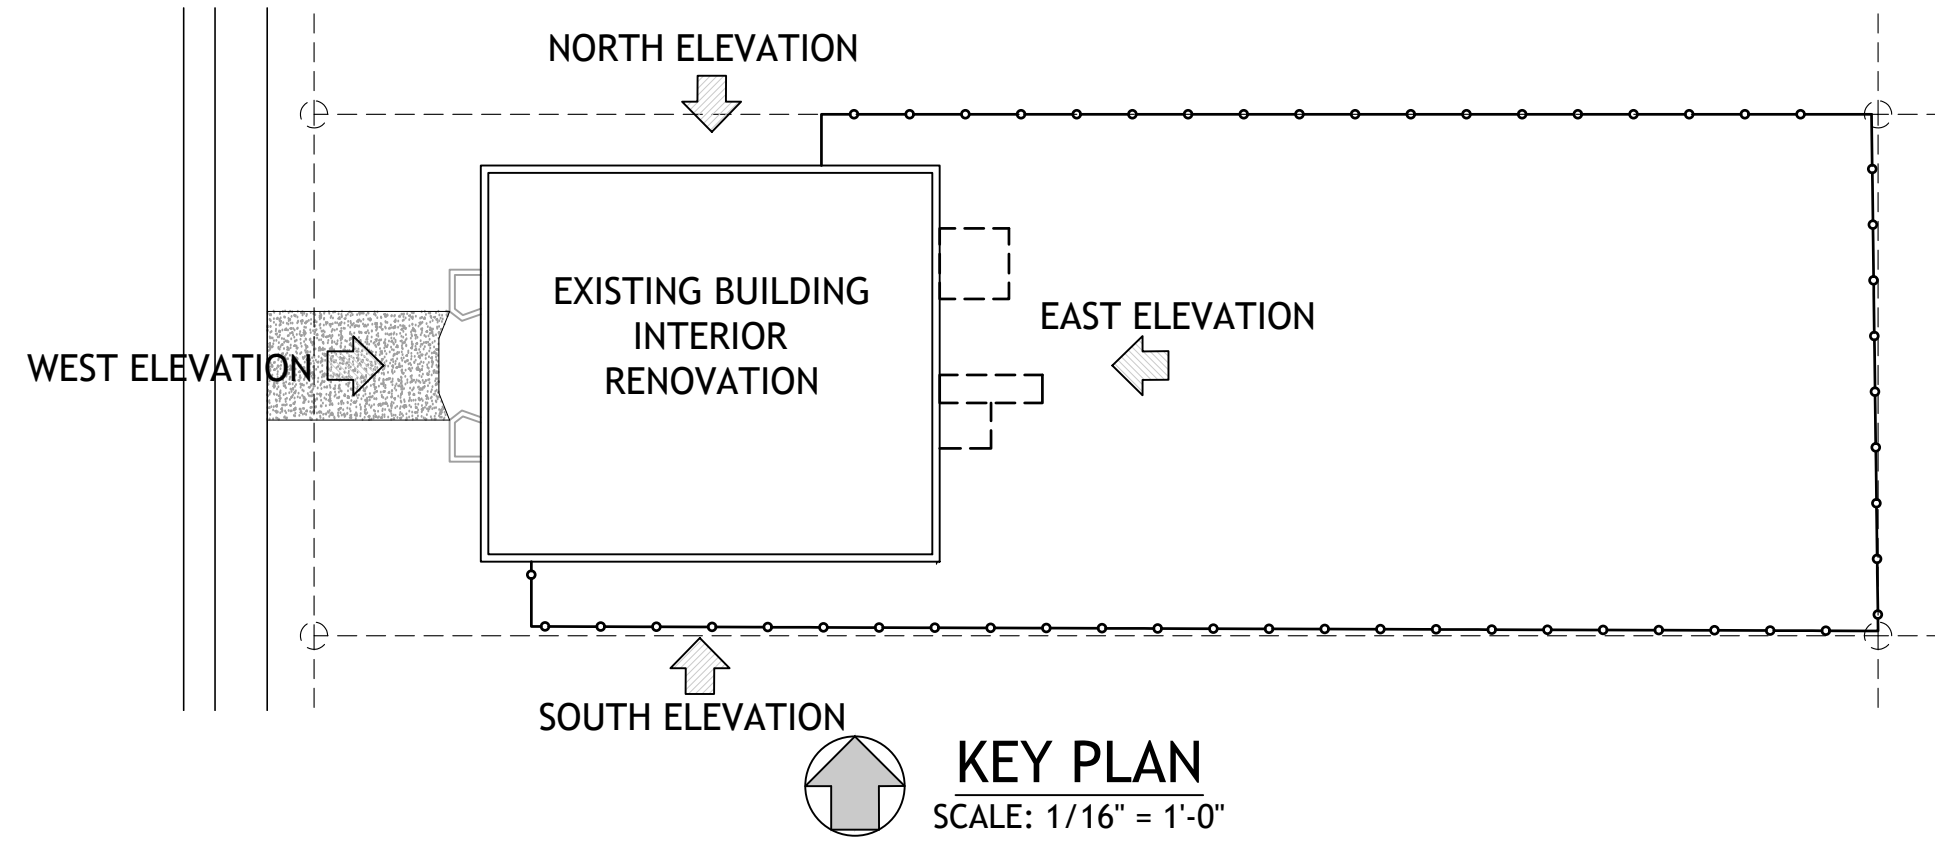 NORTH ELEVATION
EXISTING BUILDING
INTERIOR
RENOVATION
EAST ELEVATION
WEST ELEVATION
SOUTH ELEVATION
KEY PLAN
SCALE: 1/16" = 1'-0"